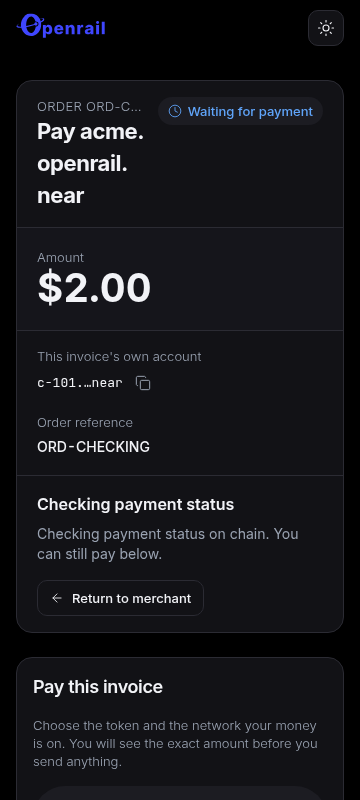 Openrail
ORDER ORD-C...
Waiting for payment
Pay acme.
openrail.
near
Amount
$2.00
This invoice's own account
c-101.…near
Order reference
ORD-CHECKING
Checking payment status
Checking payment status on chain. You
can still pay below.
Return to merchant
Pay this invoice
Choose the token and the network your money
is on. You will see the exact amount before you
send anything.